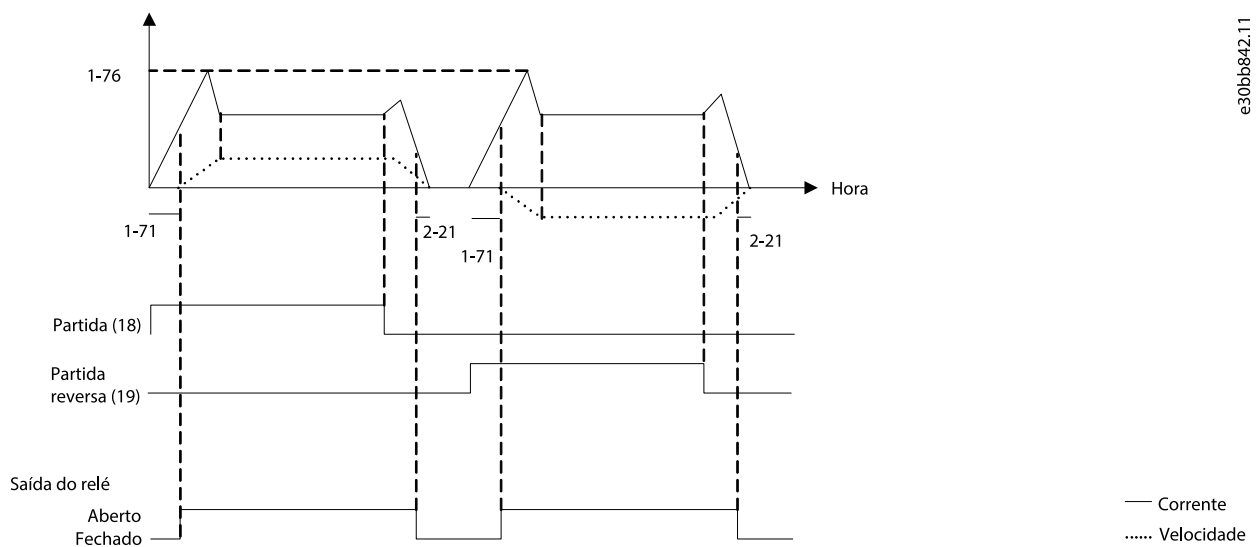 e30bb842.11
1-76
Hora
1-71
2-21
1-71
2-21
Partida (18)
Partida
reversa (19)
Saída do relé
Aberto
Fechado
Corrente
Velocidade